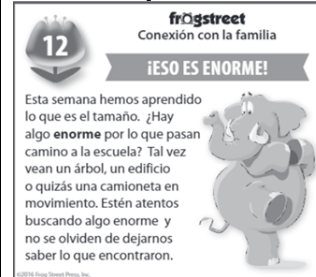 frogstreet
12
Conexión con la familia
¡ESO ES ENORME!
Esta semana hemos aprendido
lo que es el tamaño. ¿Hay
algo enorme por lo que pasan
camino a la escuela? Tal vez
vean un árbol, un edificio
o quizás una camioneta en
movimiento. Estén atentos
buscando algo enorme y
no se olviden de dejarnos
saber lo que encontraron.
©2016 Frog Street Press, Inc.